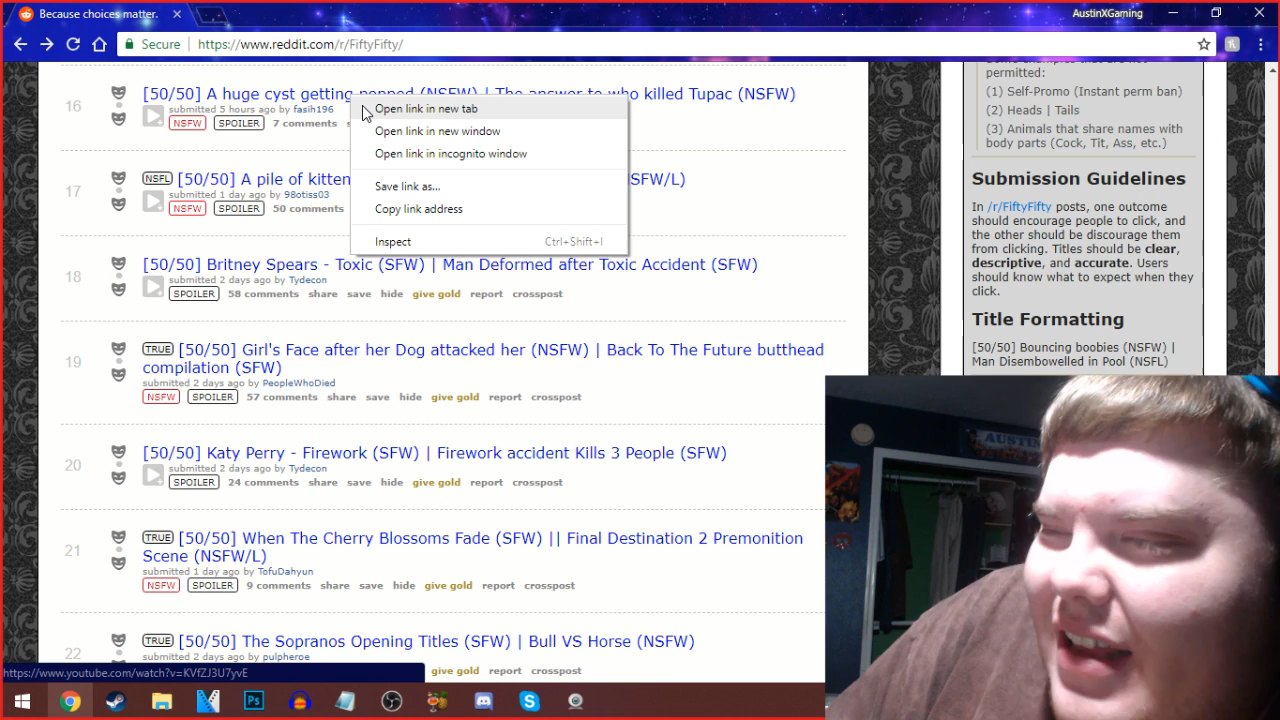 Because choices matter.
AustinXGaming
Secure
https://www.reddit.com/r/FiftyFifty/
16
[50/50] A huge cyst getting popped (NSFW) | The answer to who killed Tupac (NSFW)
submitted 5 hours ago by fasih196
NSFW SPOILER 7 comments
Open link in new tab
Open link in new window
Open link in incognito window
Save link as...
Copy link address
Inspect Ctrl+Shift+I
17
NSFL [50/50] A pile of kitten
NSFW/L)
submitted 1 day ago by 98otiss03
NSFW SPOILER 50 comments
18
[50/50] Britney Spears - Toxic (SFW) | Man Deformed after Toxic Accident (SFW)
submitted 2 days ago by Tydecon
SPOILER 58 comments share save hide give gold report crosspost
19
TRUE [50/50] Girl's Face after her Dog attacked her (NSFW) | Back To The Future butthead
compilation (SFW)
submitted 2 days ago by PeopleWhoDied
NSFW SPOILER 57 comments share save hide give gold report crosspost
20
[50/50] Katy Perry - Firework (SFW) | Firework accident Kills 3 People (SFW)
submitted 2 days ago by Tydecon
SPOILER 24 comments share save hide give gold report crosspost
21
TRUE [50/50] When The Cherry Blossoms Fade (SFW) || Final Destination 2 Premonition
Scene (NSFW/L)
submitted 1 day ago by TofuDahyun
NSFW SPOILER 9 comments share save hide give gold report crosspost
22
TRUE [50/50] The Sopranos Opening Titles (SFW) | Bull VS Horse (NSFW)
submitted 2 days ago by pulpheroe
give gold report crosspost
https://www.youtube.com/watch?v=KVfZJ3U7yvE
permitted:
(1) Self-Promo (Instant perm ban)
(2) Heads | Tails
(3) Animals that share names with
body parts (Cock, Tit, Ass, etc.)
Submission Guidelines
In /r/FiftyFifty posts, one outcome
should encourage people to click, and
the other should be discourage them
from clicking. Titles should be clear,
descriptive, and accurate. Users
should know what to expect when they
click.
Title Formatting
[50/50] Bouncing boobies (NSFW) |
Man Disembowelled in Pool (NSFL)
AUSTIN